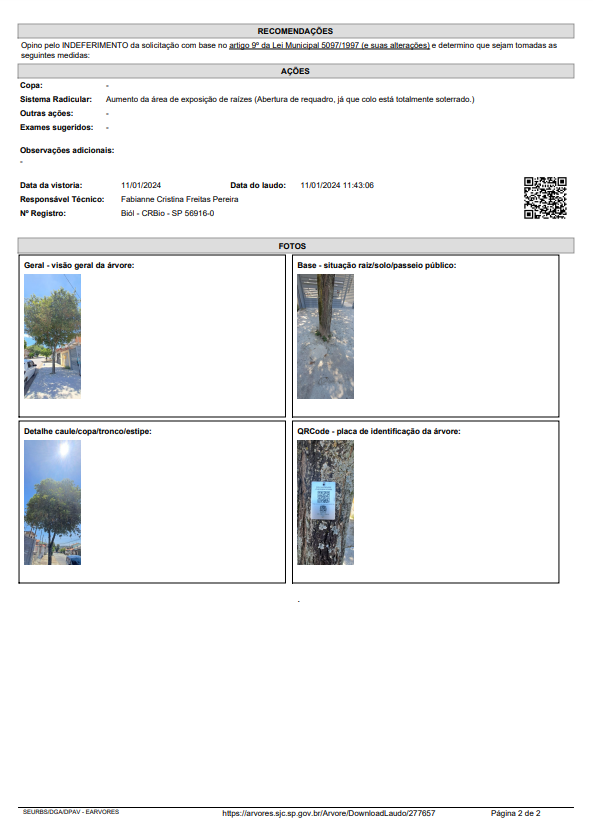 RECOMENDAÇÕES
Opino pelo INDEFERIMENTO da solicitação com base no artigo 9º da Lei Municipal 5097/1997 (e suas alterações) e determino que sejam tomadas as
seguintes medidas:
AÇÕES
Copa: -
Sistema Radicular: Aumento da área de exposição de raízes (Abertura de requadro, já que colo está totalmente soterrado.)
Outras ações: -
Exames sugeridos: -
Observações adicionais:
-
Data da vistoria: 11/01/2024 Data do laudo: 11/01/2024 11:43:06
Responsável Técnico: Fabianne Cristina Freitas Pereira
Nº Registro: Biól - CRBio - SP 56916-0
FOTOS
Geral - visão geral da árvore:
Base - situação raiz/solo/passeio público:
Detalhe caule/copa/tronco/estipe:
QRCode - placa de identificação da árvore:
-
SEURBS/DGA/DPAV - EARVORES https://arvores.sjc.sp.gov.br/Arvore/DownloadLaudo/277657 Página 2 de 2